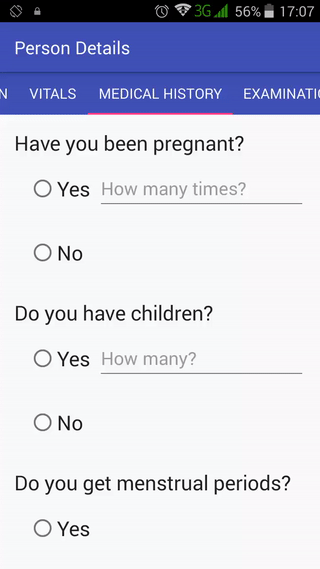 3G 56% 17:07
Person Details
N VITALS MEDICAL HISTORY EXAMINATIO
Have you been pregnant?
Yes How many times?
No
Do you have children?
Yes How many?
No
Do you get menstrual periods?
Yes